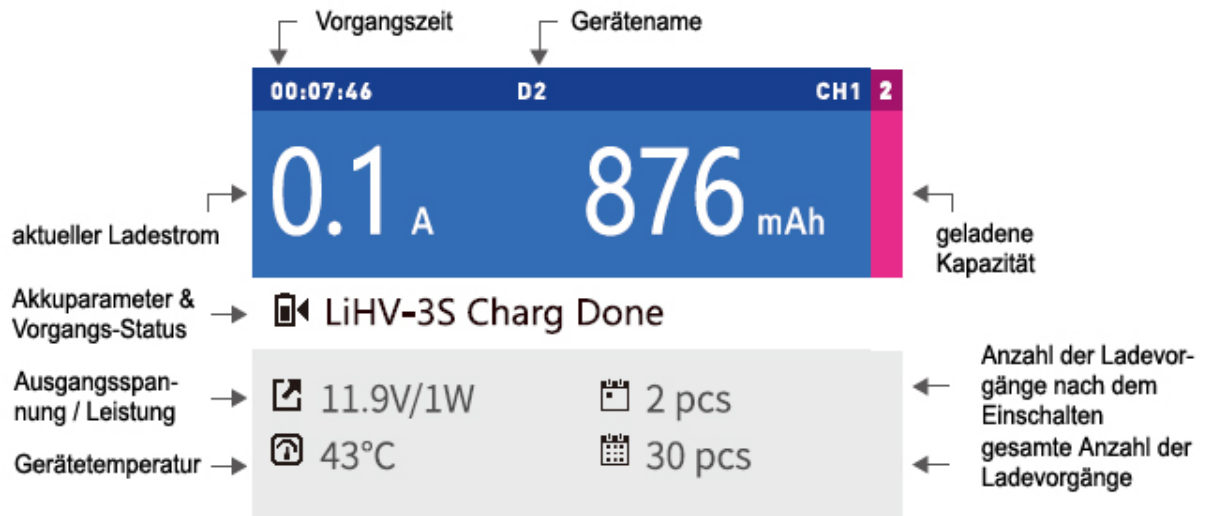 Vorgangszeit
Gerätename
00:07:46 D2 CH1 2
0.1 A 876 mAh
aktueller Ladestrom
geladene
Kapazität
Akkuparameter &
Vorgangs-Status
LiHV-3S Charg Done
Ausgangsspan-
nung / Leistung
11.9V/1W
2 pcs
Anzahl der Ladevor-
gänge nach dem
Einschalten
Gerätetemperatur
43°C
30 pcs
gesamte Anzahl der
Ladevorgänge